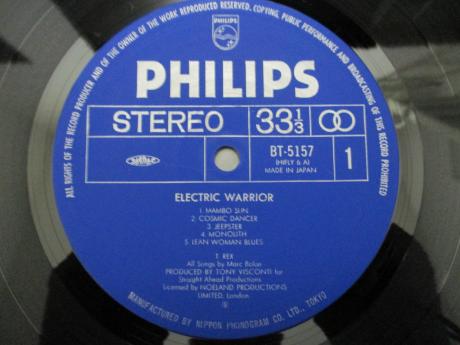 ALL RIGHTS OF THE RECORD PRODUCER AND OF THE OWNER OF THE WORK REPRODUCED RESERVED. COPYING, PUBLIC PERFORMANCE AND BROADCASTING OF THIS RECORD PROHIBITED
PHILIPS
PHILIPS
STEREO
33 1/3
BT-5157
(HIFLY 6 A)
MADE IN JAPAN
1
ELECTRIC WARRIOR
1. MAMBO SUN
2. COSMIC DANCER
3. JEEPSTER
4. MONOLITH
5. LEAN WOMAN BLUES
T. REX
All Songs by Marc Bolan
PRODUCED BY TONY VISCONTI for
Straight Ahead Productions
Licensed by NOELAND PRODUCTIONS
LIMITED, London
Ⓟ
MANUFACTURED BY NIPPON PHONOGRAM CO. LTD., TOKYO